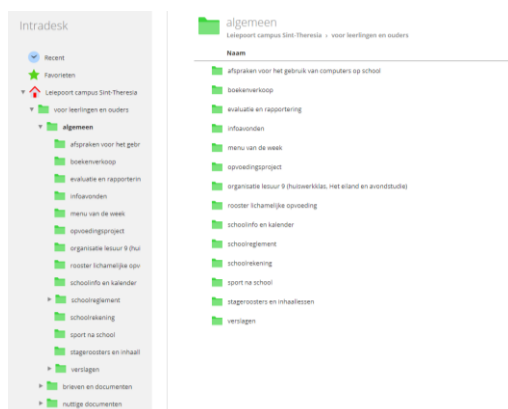 Intradesk
Recent
Favorieten
Leiepoort campus Sint-Theresia
voor leerlingen en ouders
algemeen
afspraken voor het gebr
boekenverkoop
evaluatie en rapporterin
infoavonden
menu van de week
opvoedingsproject
organisatie lesuur 9 (hui
rooster lichamelijke opv
schoolinfo en kalender
schoolreglement
schoolrekening
sport na school
stageroosters en inhaall
verslagen
brieven en documenten
nuttige documenten
algemeen
Leiepoort campus Sint-Theresia › voor leerlingen en ouders
Naam
afspraken voor het gebruik van computers op school
boekenverkoop
evaluatie en rapportering
infoavonden
menu van de week
opvoedingsproject
organisatie lesuur 9 (huiswerkklas, Het eiland en avondstudie)
rooster lichamelijke opvoeding
schoolinfo en kalender
schoolreglement
schoolrekening
sport na school
stageroosters en inhaallessen
verslagen